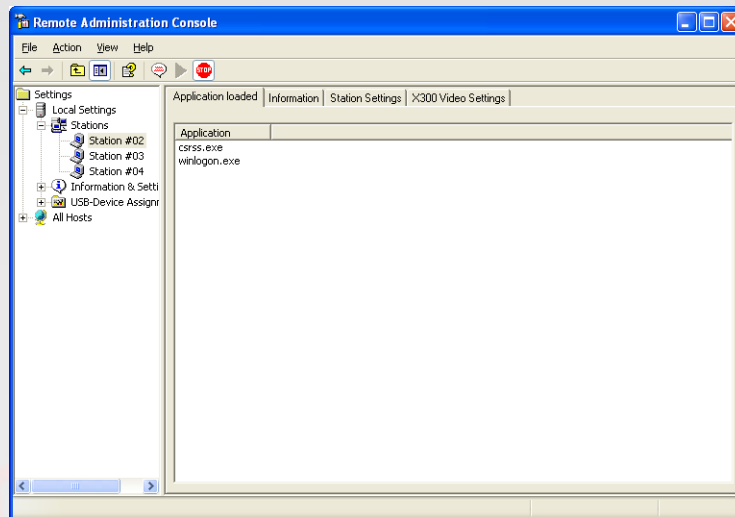 Remote Administration Console
File Action View Help
STOP
Settings
Local Settings
Stations
Station #02
Station #03
Station #04
Information & Setti
USB-Device Assignr
All Hosts
Application loaded Information Station Settings X300 Video Settings
Application
csrss.exe
winlogon.exe